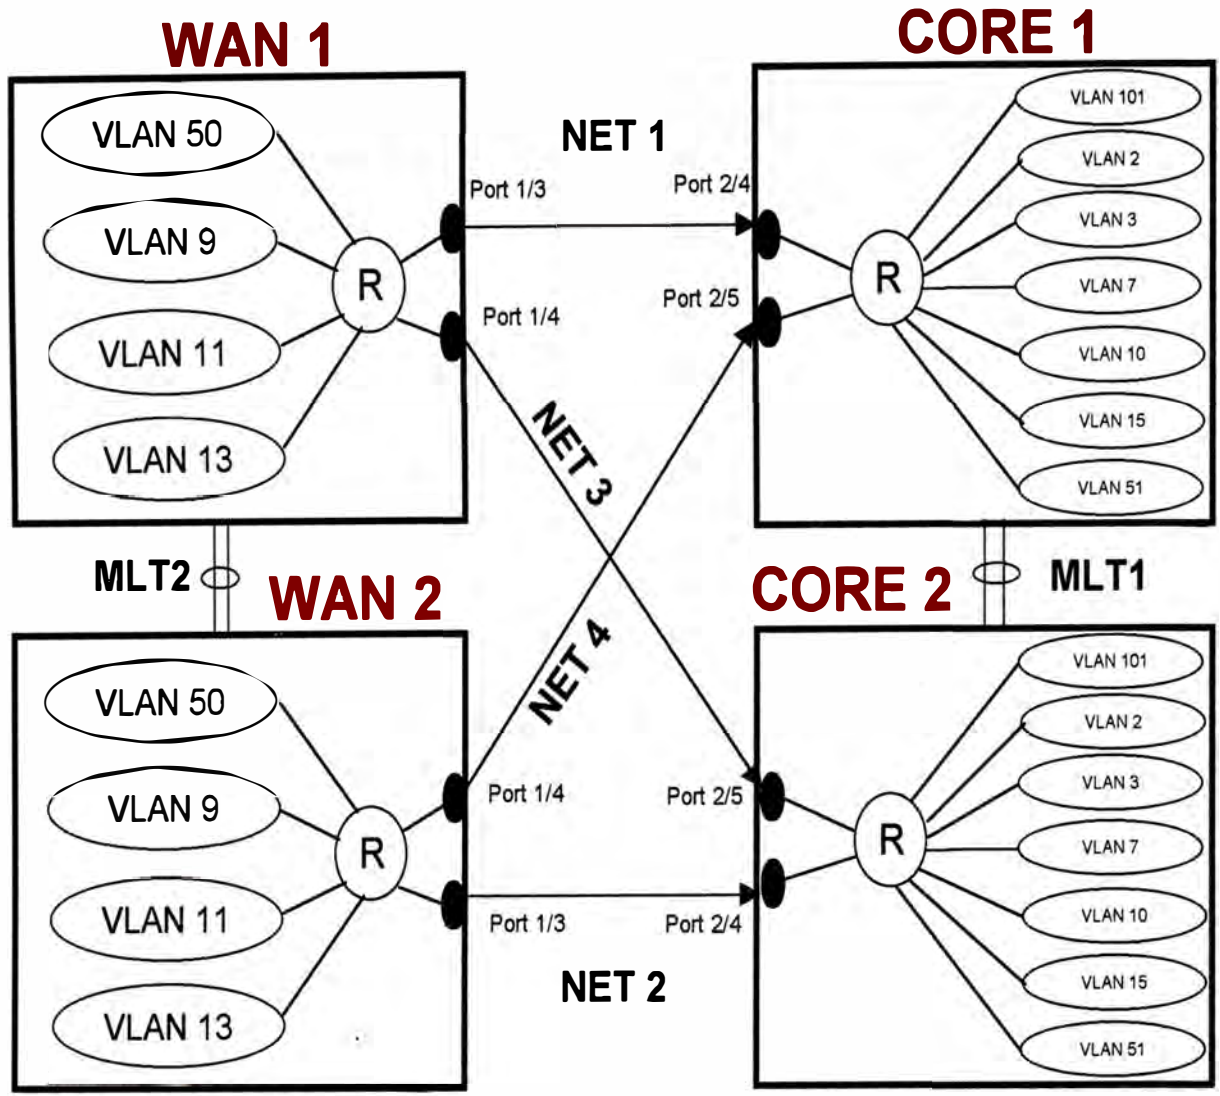 WAN 1
VLAN 50
VLAN 9
VLAN 11
VLAN 13
R
Port 1/3
Port 1/4
NET 1
NET 3
CORE 1
Port 2/4
Port 2/5
R
VLAN 101
VLAN 2
VLAN 3
VLAN 7
VLAN 10
VLAN 15
VLAN 51
MLT2
MLT1
WAN 2
VLAN 50
VLAN 9
VLAN 11
VLAN 13
R
Port 1/4
Port 1/3
NET 4
NET 2
CORE 2
Port 2/5
Port 2/4
R
VLAN 101
VLAN 2
VLAN 3
VLAN 7
VLAN 10
VLAN 15
VLAN 51